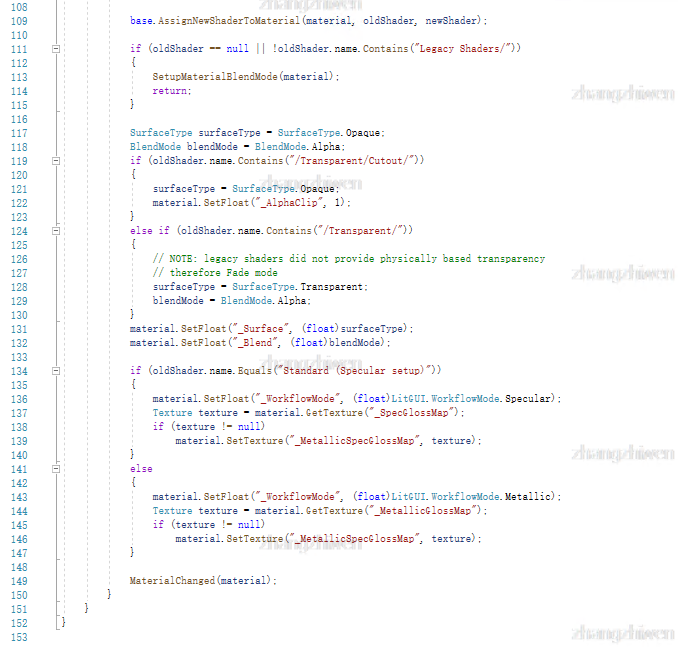 108
109 base.AssignNewShaderToMaterial(material, oldShader, newShader);
110
111 if (oldShader == null || !oldShader.name.Contains("Legacy Shaders/"))
112 {
113 SetupMaterialBlendMode(material);
114 return;
115 }
116
117 SurfaceType surfaceType = SurfaceType.Opaque;
118 BlendMode blendMode = BlendMode.Alpha;
119 if (oldShader.name.Contains("/Transparent/Cutout/"))
120 {
121 surfaceType = SurfaceType.Opaque;
122 material.SetFloat("_AlphaClip", 1);
123 }
124 else if (oldShader.name.Contains("/Transparent/"))
125 {
126 // NOTE: legacy shaders did not provide physically based transparency
127 // therefore Fade mode
128 surfaceType = SurfaceType.Transparent;
129 blendMode = BlendMode.Alpha;
130 }
131 material.SetFloat("_Surface", (float)surfaceType);
132 material.SetFloat("_Blend", (float)blendMode);
133
134 if (oldShader.name.Equals("Standard (Specular setup)"))
135 {
136 material.SetFloat("_WorkflowMode", (float)LitGUI.WorkflowMode.Specular);
137 Texture texture = material.GetTexture("_SpecGlossMap");
138 if (texture != null)
139 material.SetTexture("_MetallicSpecGlossMap", texture);
140 }
141 else
142 {
143 material.SetFloat("_WorkflowMode", (float)LitGUI.WorkflowMode.Metallic);
144 Texture texture = material.GetTexture("_MetallicGlossMap");
145 if (texture != null)
146 material.SetTexture("_MetallicSpecGlossMap", texture);
147 }
148
149 MaterialChanged(material);
150 }
151 }
152 }
153